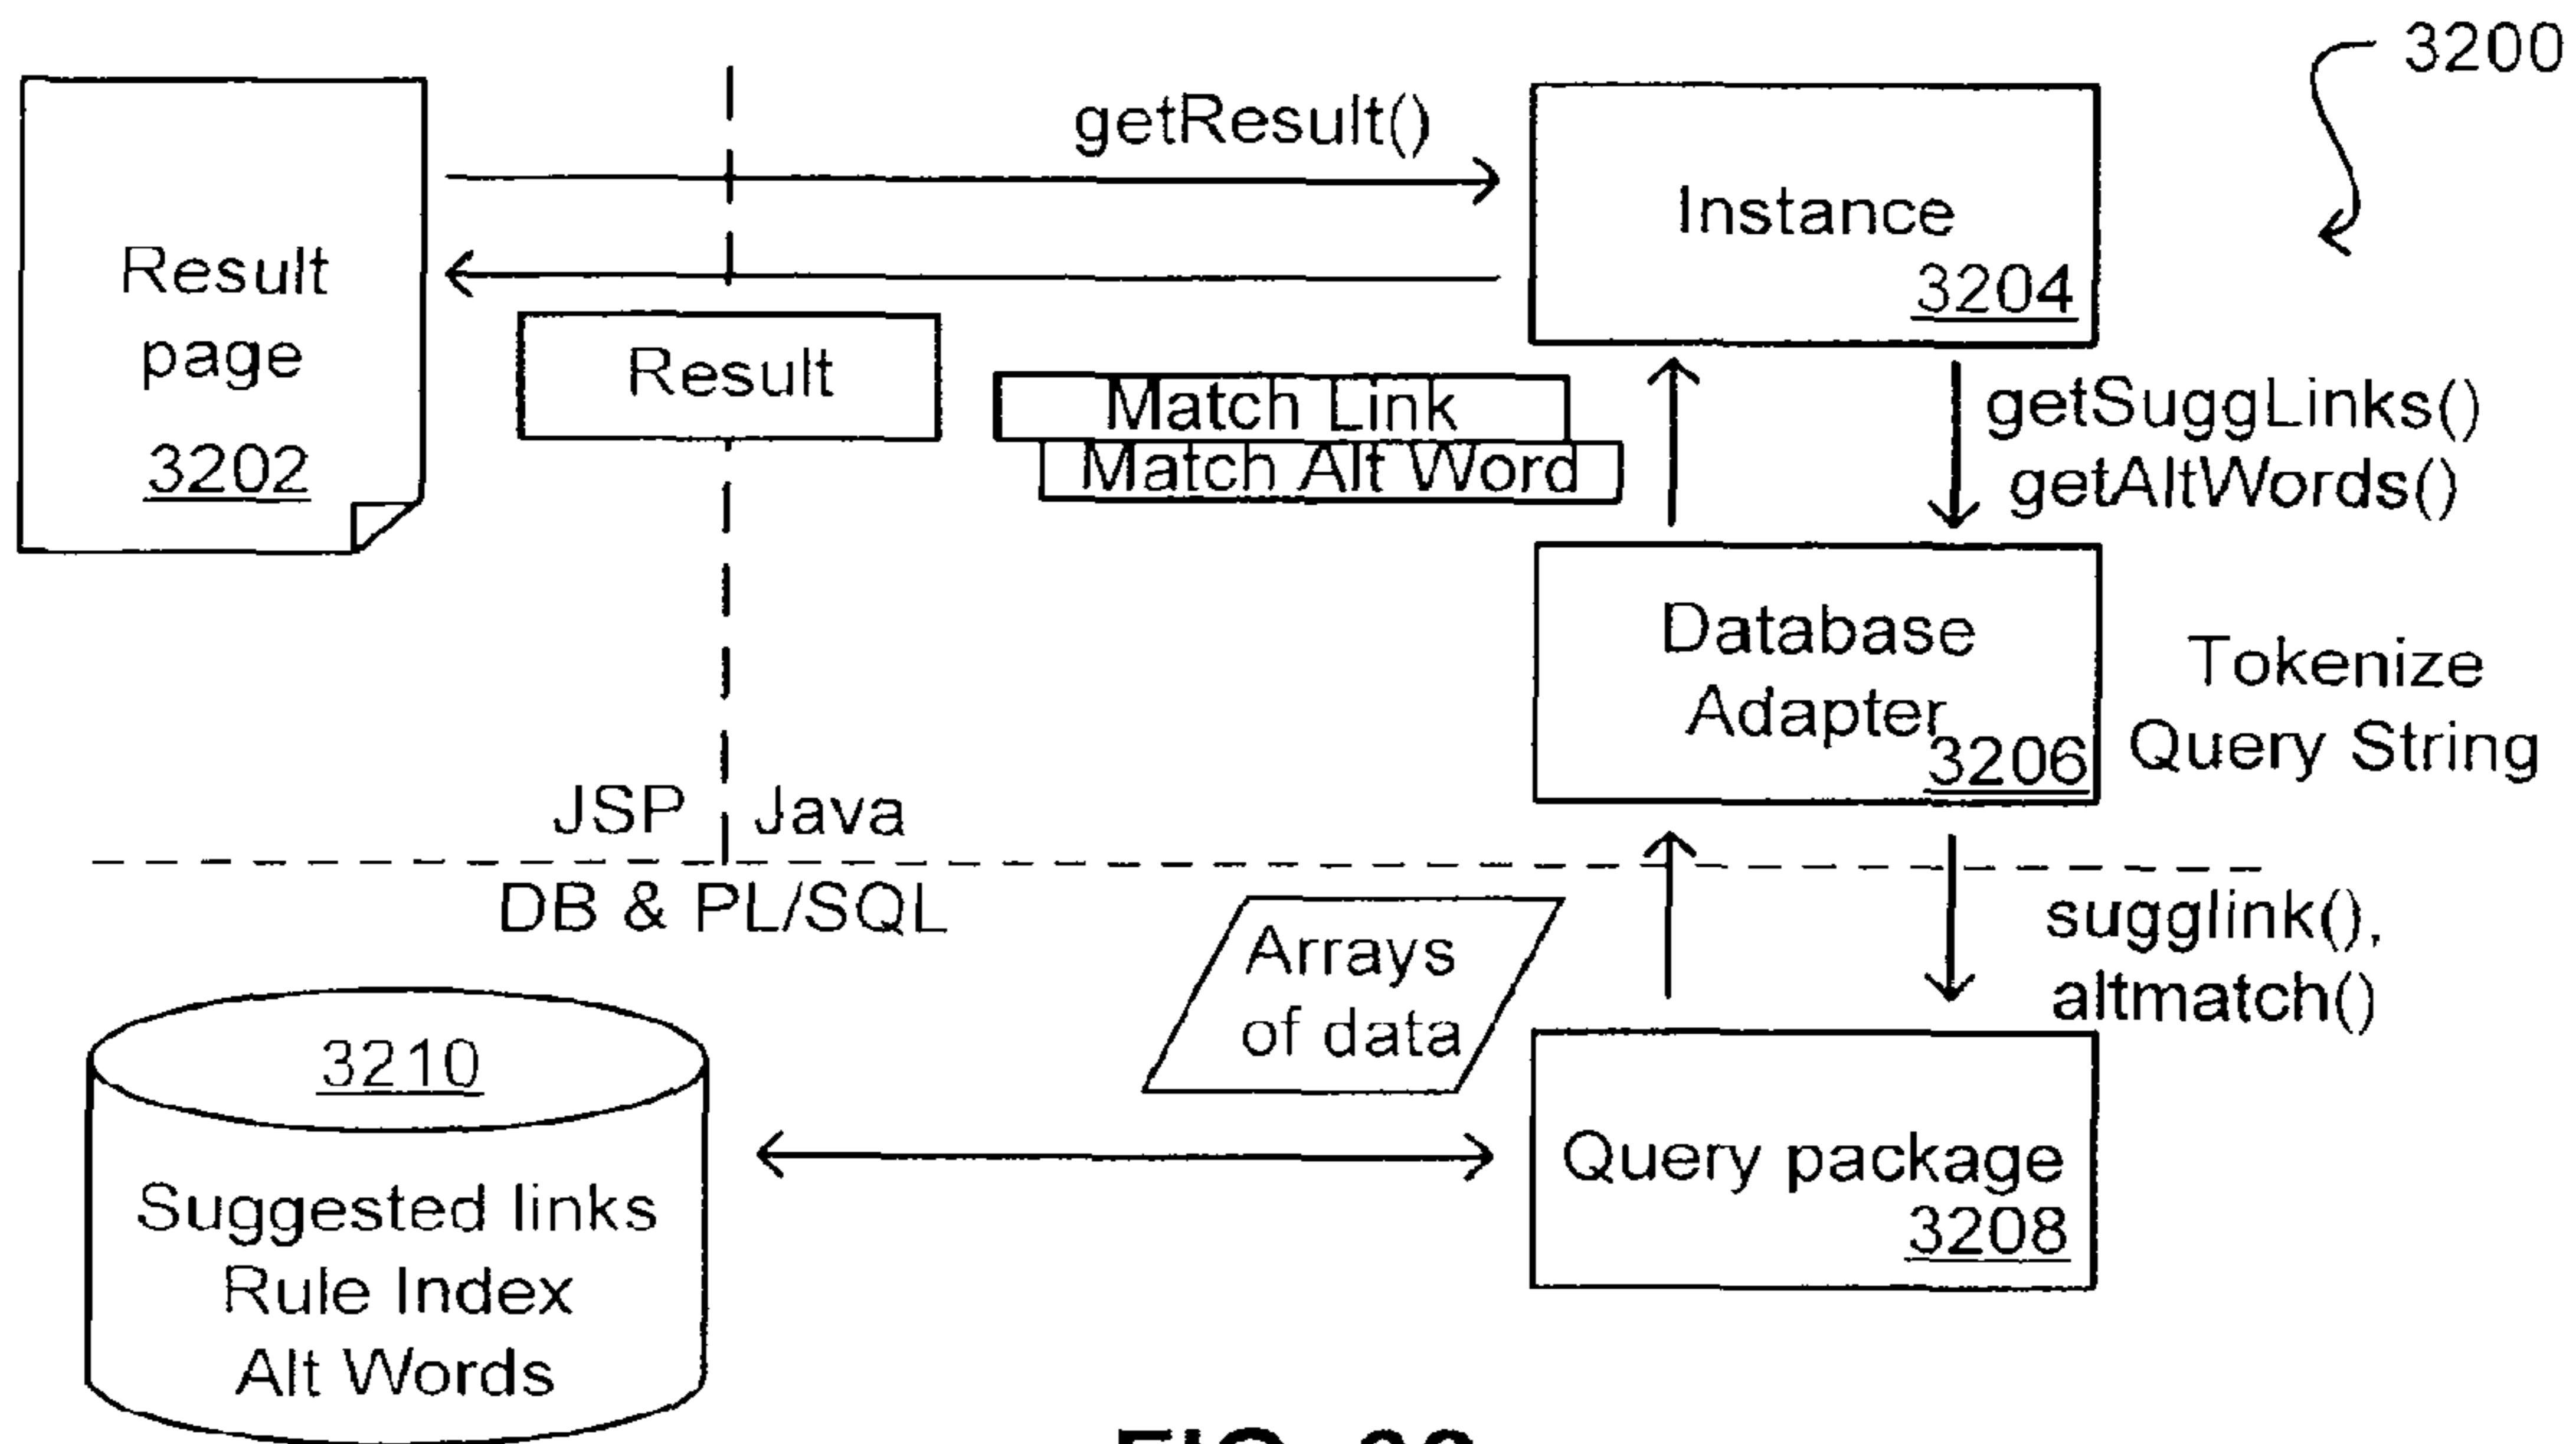 3200
getResult()
Result
page
3202
Instance
3204
Result
Match Link
Match Alt Word
getSuggLinks()
getAltWords()
Database
Adapter
3206
Tokenize
Query String
JSP
Java
DB & PL/SQL
Arrays
of data
sugglink(),
altmatch()
3210
Suggested links
Rule Index
Alt Words
Query package
3208